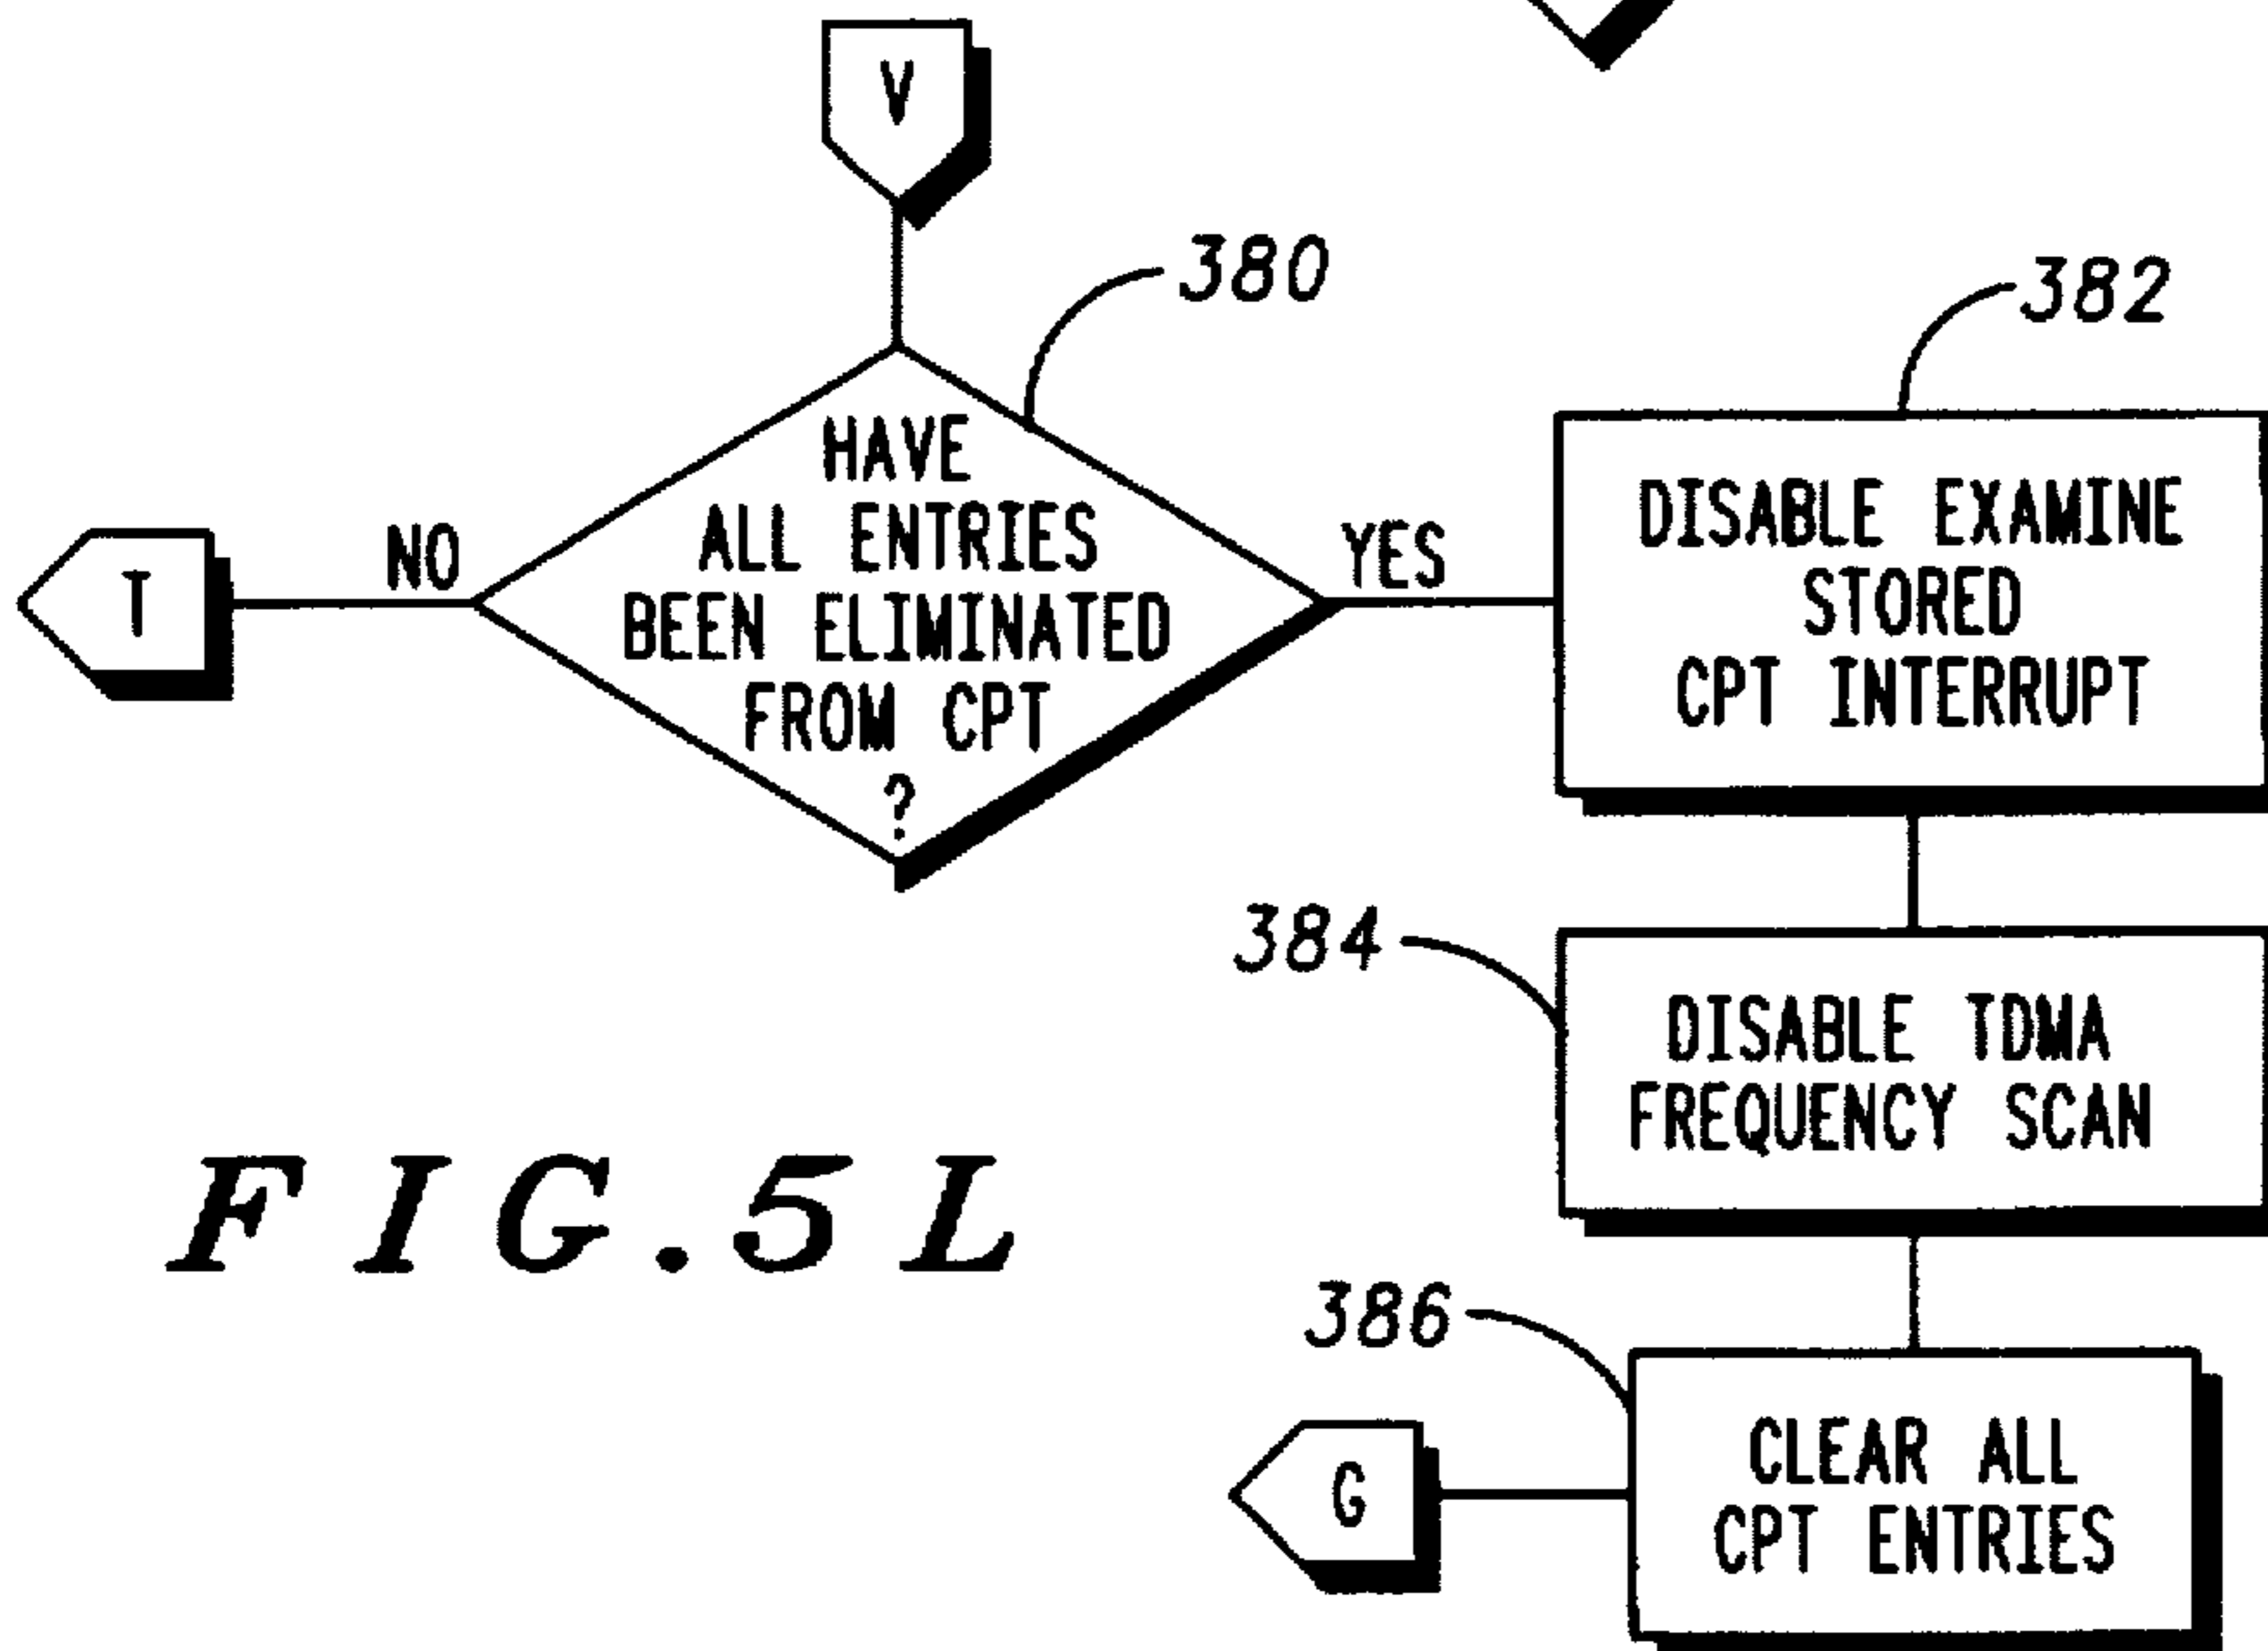 V
380
382
HAVE
ALL ENTRIES
BEEN ELIMINATED
FROM CPT
?
NO
YES
T
DISABLE EXAMINE
STORED
CPT INTERRUPT
384
DISABLE TDMA
FREQUENCY SCAN
FIG.5L
386
CLEAR ALL
CPT ENTRIES
G